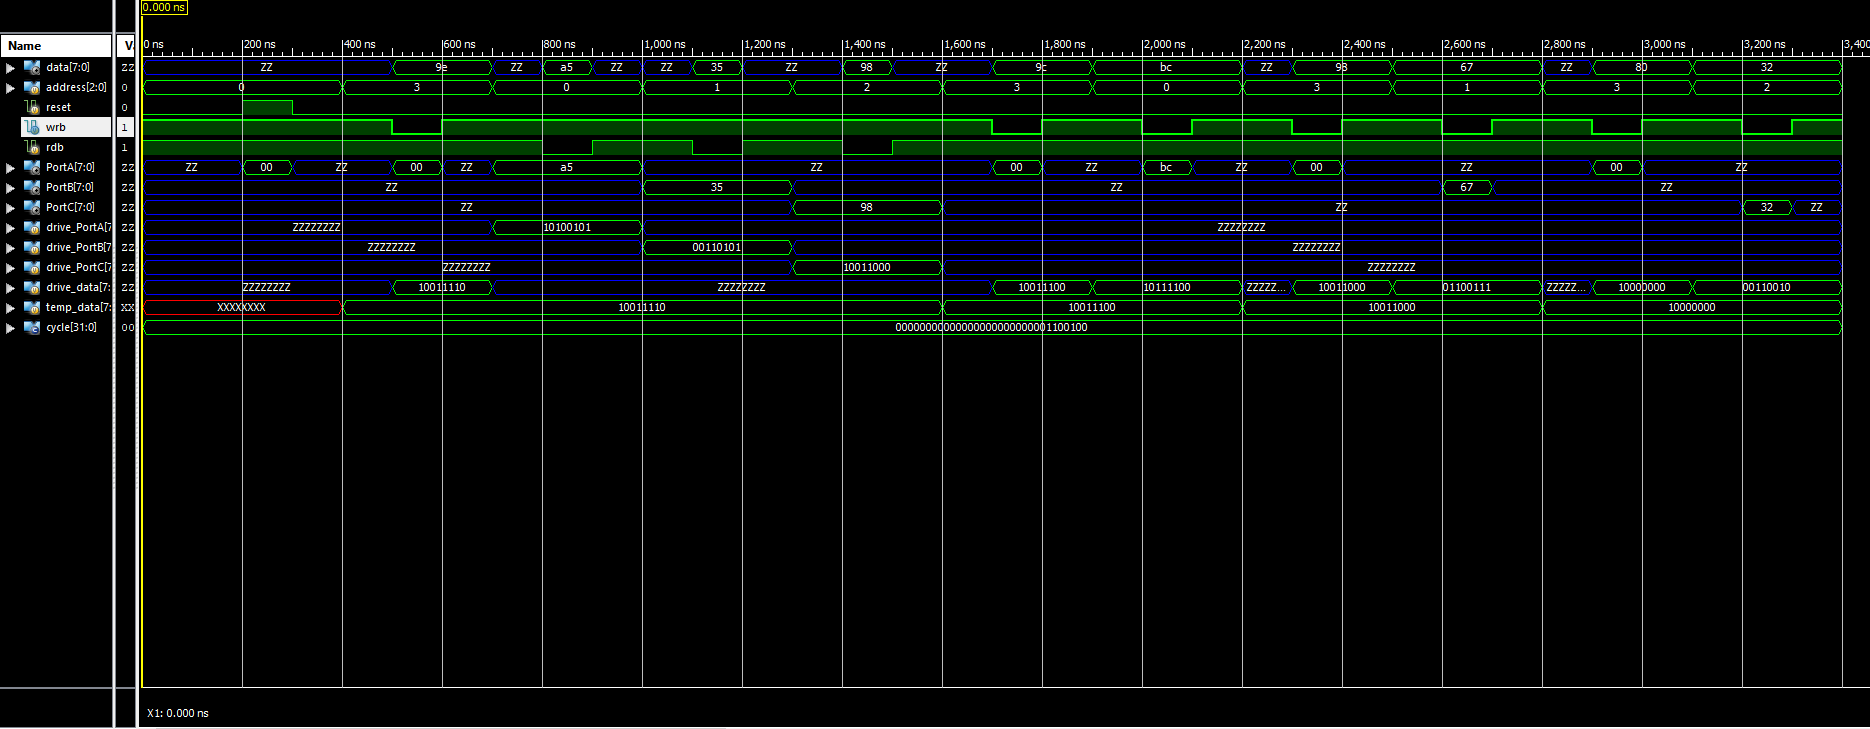 0.000 ns
Name V. 0 ns 200 ns 400 ns 600 ns 800 ns 1,000 ns 1,200 ns 1,400 ns 1,600 ns 1,800 ns 2,000 ns 2,200 ns 2,400 ns 2,600 ns 2,800 ns 3,000 ns 3,200 ns 3,400
data[7:0] ZZ ZZ 9e ZZ a5 ZZ ZZ 35 ZZ 98 ZZ 9c bc ZZ 98 67 ZZ 80 32
address[2:0] 0 0 3 0 1 2 3 0 3 1 3 2
reset 0
wrb 1
rdb 1
PortA[7:0] ZZ ZZ 00 ZZ 00 ZZ a5 ZZ 00 ZZ bc ZZ 00 ZZ 00 ZZ
PortB[7:0] ZZ ZZ 35 ZZ 67 ZZ
PortC[7:0] ZZ ZZ 98 ZZ 32 ZZ
drive_PortA[7 ZZ ZZZZZZZZ 10100101 ZZZZZZZZ
drive_PortB[7 ZZ ZZZZZZZZ 00110101 ZZZZZZZZ
drive_PortC[7 ZZ ZZZZZZZZ 10011000 ZZZZZZZZ
drive_data[7: ZZ ZZZZZZZZ 10011110 ZZZZZZZZ 10011100 10111100 ZZZZZ... 10011000 01100111 ZZZZZ... 10000000 00110010
temp_data[7: XX XXXXXXXX 10011110 10011100 10011000 10000000
cycle[31:0] 00 00000000000000000000000001100100
X1: 0.000 ns